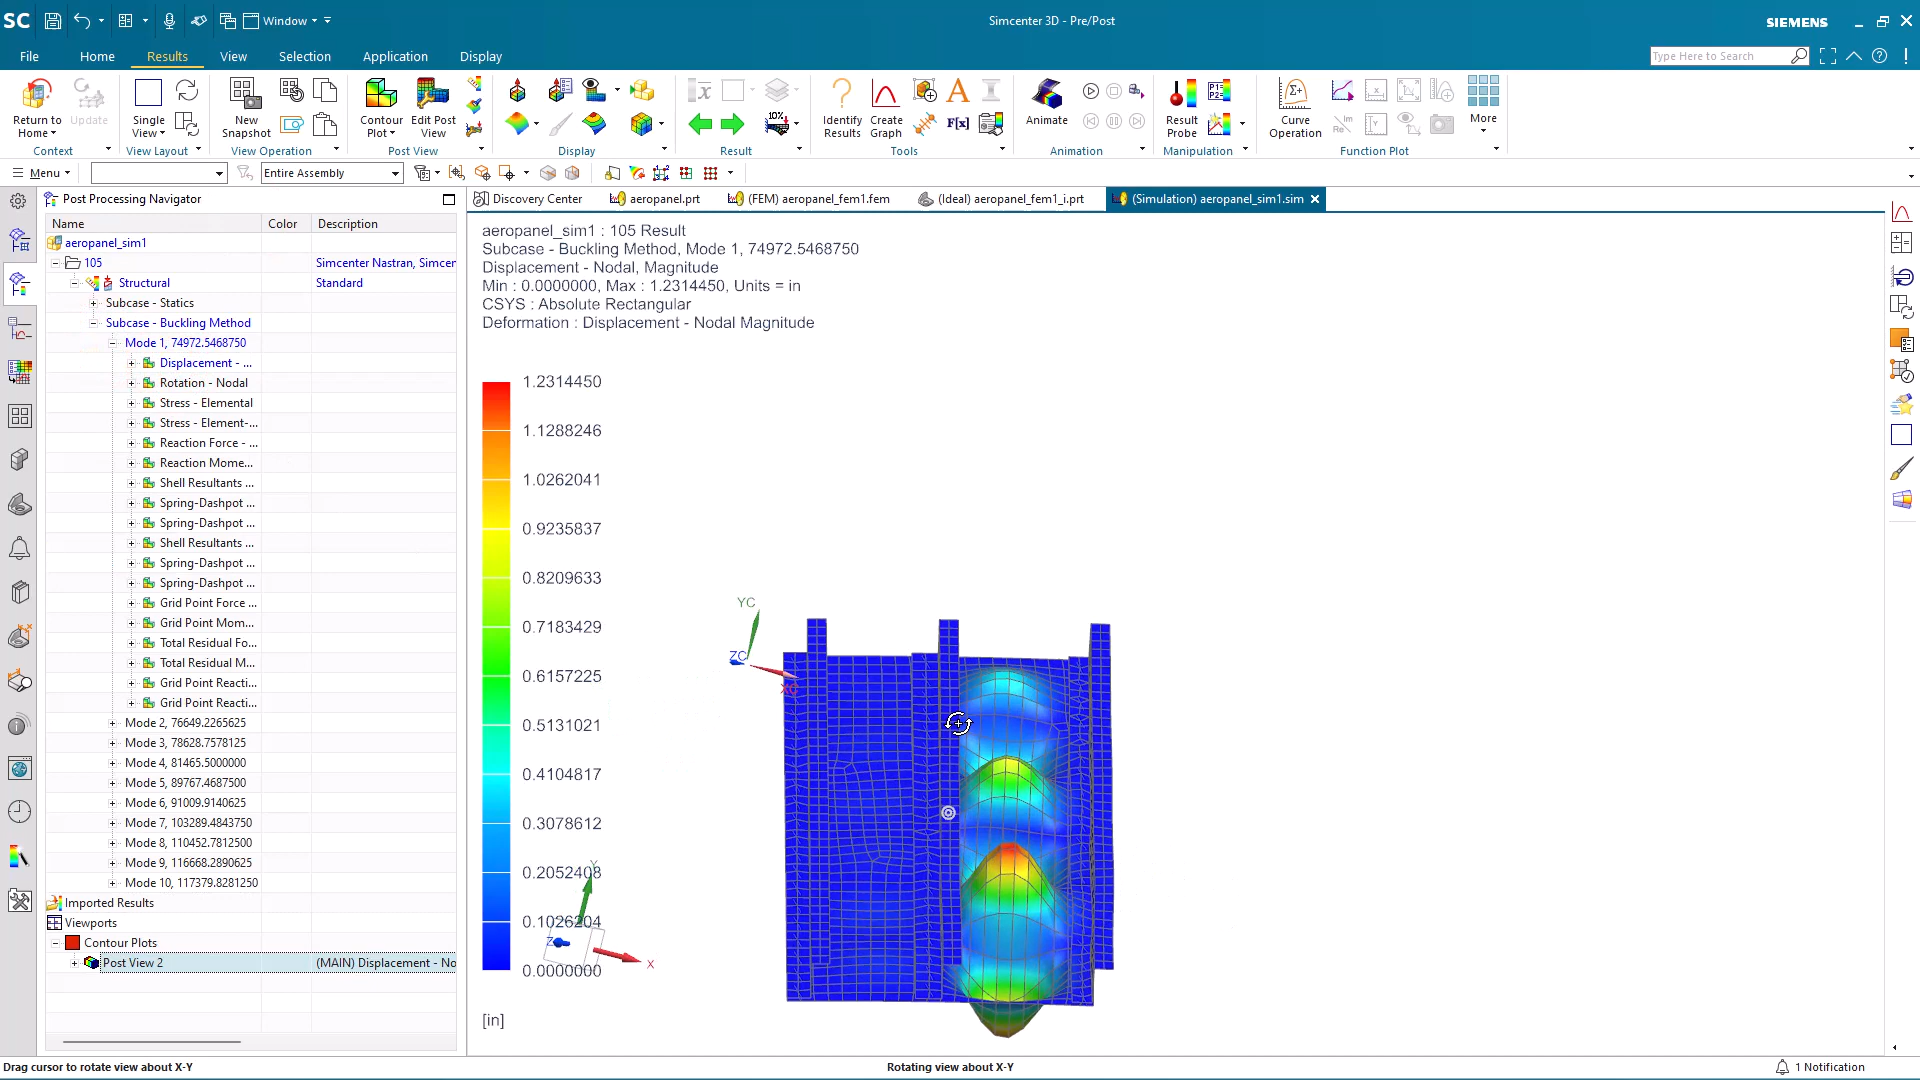 SC
Window
Simcenter 3D - Pre/Post
SIEMENS
File
Home
Results
View
Selection
Application
Display
Type Here to Search
Return to Home
Update
Single View
New Snapshot
Contour Plot
Edit Post View
10%
Identify Results
Create Graph
F[x]
Animate
Result Probe
Curve Operation
More
Context
View Layout
View Operation
Post View
Display
Result
Tools
Animation
Manipulation
Function Plot
Menu
Entire Assembly
Post Processing Navigator
Discovery Center
aeropanel.prt
(FEM) aeropanel_fem1.fem
(Ideal) aeropanel_fem1_i.prt
(Simulation) aeropanel_sim1.sim
Name
Color
Description
aeropanel_sim1
105
Simcenter Nastran, Simcen
Structural
Standard
Subcase - Statics
Subcase - Buckling Method
Mode 1, 74972.5468750
Displacement - ...
Rotation - Nodal
Stress - Elemental
Stress - Element-...
Reaction Force - ...
Reaction Mome...
Shell Resultants ...
Spring-Dashpot ...
Spring-Dashpot ...
Shell Resultants ...
Spring-Dashpot ...
Spring-Dashpot ...
Grid Point Force ...
Grid Point Mom...
Total Residual Fo...
Total Residual M...
Grid Point Reacti...
Grid Point Reacti...
Mode 2, 76649.2265625
Mode 3, 78628.7578125
Mode 4, 81465.5000000
Mode 5, 89767.4687500
Mode 6, 91009.9140625
Mode 7, 103289.4843750
Mode 8, 110452.7812500
Mode 9, 116668.2890625
Mode 10, 117379.8281250
Imported Results
Viewports
Contour Plots
Post View 2
(MAIN) Displacement - No
aeropanel_sim1 : 105 Result
Subcase - Buckling Method, Mode 1, 74972.5468750
Displacement - Nodal, Magnitude
Min : 0.0000000, Max : 1.2314450, Units = in
CSYS : Absolute Rectangular
Deformation : Displacement - Nodal Magnitude
1.2314450
1.1288246
1.0262041
0.9235837
0.8209633
0.7183429
0.6157225
0.5131021
0.4104817
0.3078612
0.2052408
0.1026204
0.0000000
[in]
YC
ZC
XC
Y
Z
X
Drag cursor to rotate view about X-Y
Rotating view about X-Y
1 Notification